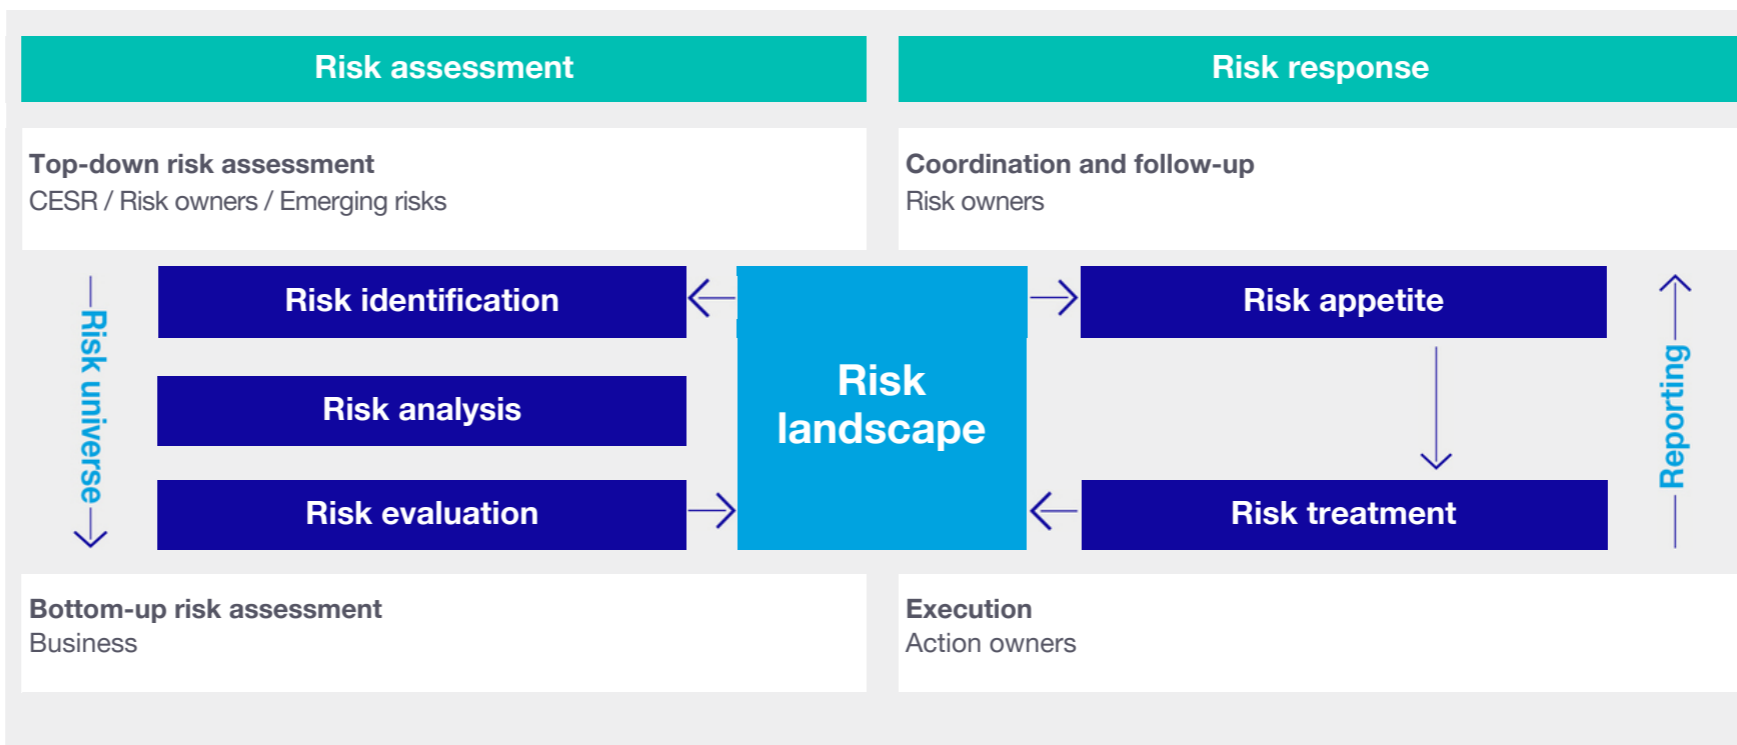 Risk assessment
Risk response
Top-down risk assessment
CESR / Risk owners / Emerging risks
Coordination and follow-up
Risk owners
Risk universe
Risk identification
Risk analysis
Risk evaluation
Risk
landscape
Risk appetite
Risk treatment
Reporting
Bottom-up risk assessment
Business
Execution
Action owners